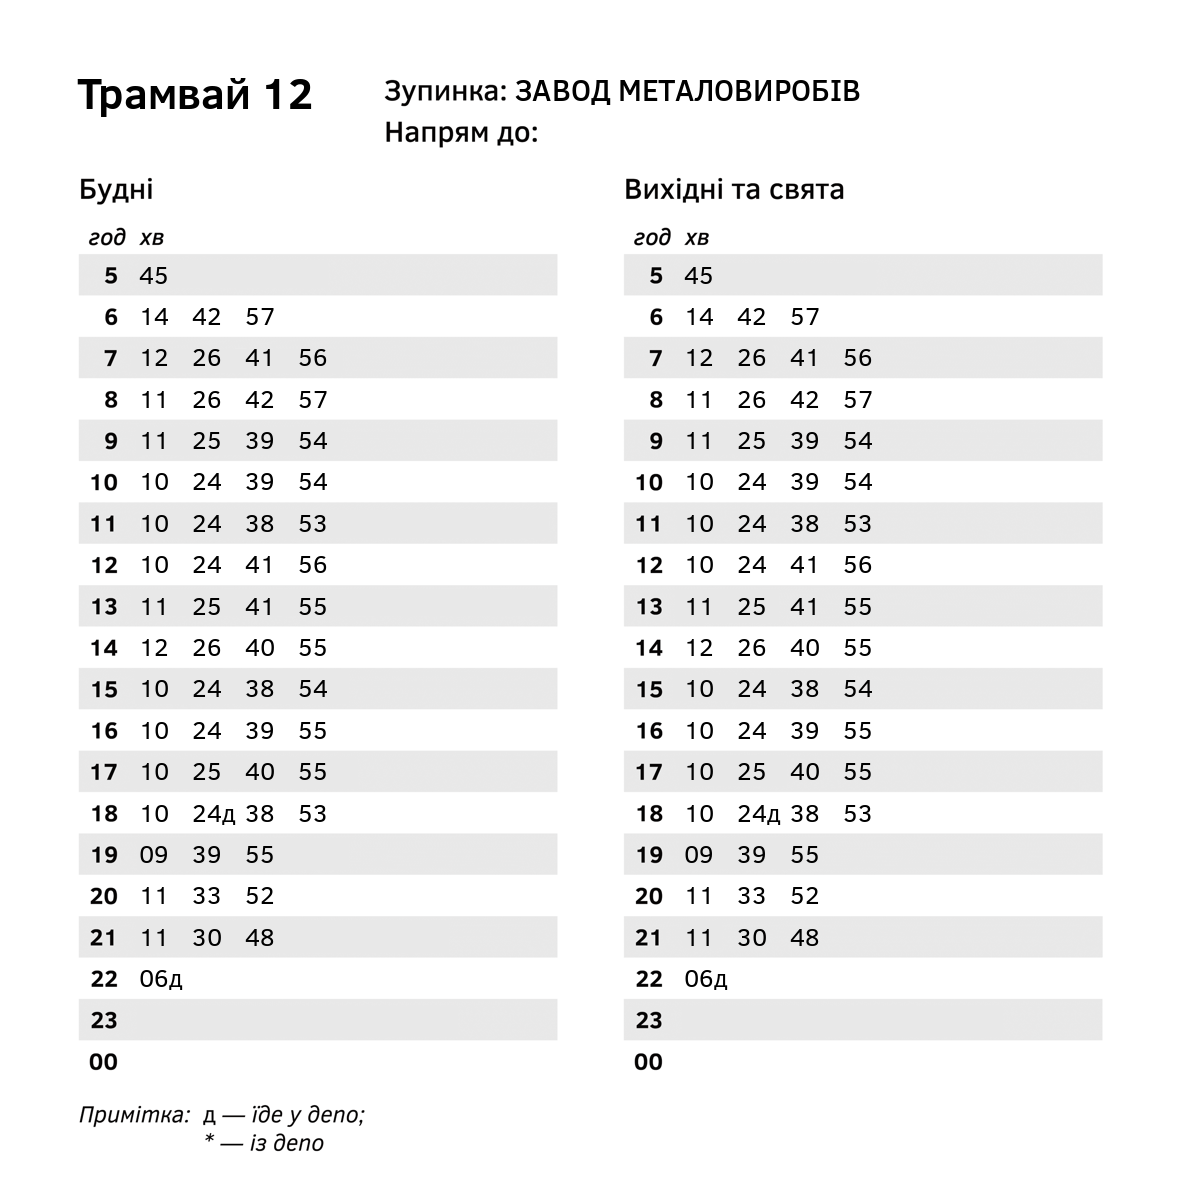 Трамвай 12
Зупинка: ЗАВОД МЕТАЛОВИРОБІВ
Напрям до:
Будні
год хв
5 45
6 14 42 57
7 12 26 41 56
8 11 26 42 57
9 11 25 39 54
10 10 24 39 54
11 10 24 38 53
12 10 24 41 56
13 11 25 41 55
14 12 26 40 55
15 10 24 38 54
16 10 24 39 55
17 10 25 40 55
18 10 24д 38 53
19 09 39 55
20 11 33 52
21 11 30 48
22 06д
23
00
Вихідні та свята
год хв
5 45
6 14 42 57
7 12 26 41 56
8 11 26 42 57
9 11 25 39 54
10 10 24 39 54
11 10 24 38 53
12 10 24 41 56
13 11 25 41 55
14 12 26 40 55
15 10 24 38 54
16 10 24 39 55
17 10 25 40 55
18 10 24д 38 53
19 09 39 55
20 11 33 52
21 11 30 48
22 06д
23
00
Примітка: д — їде у депо;
* — із депо